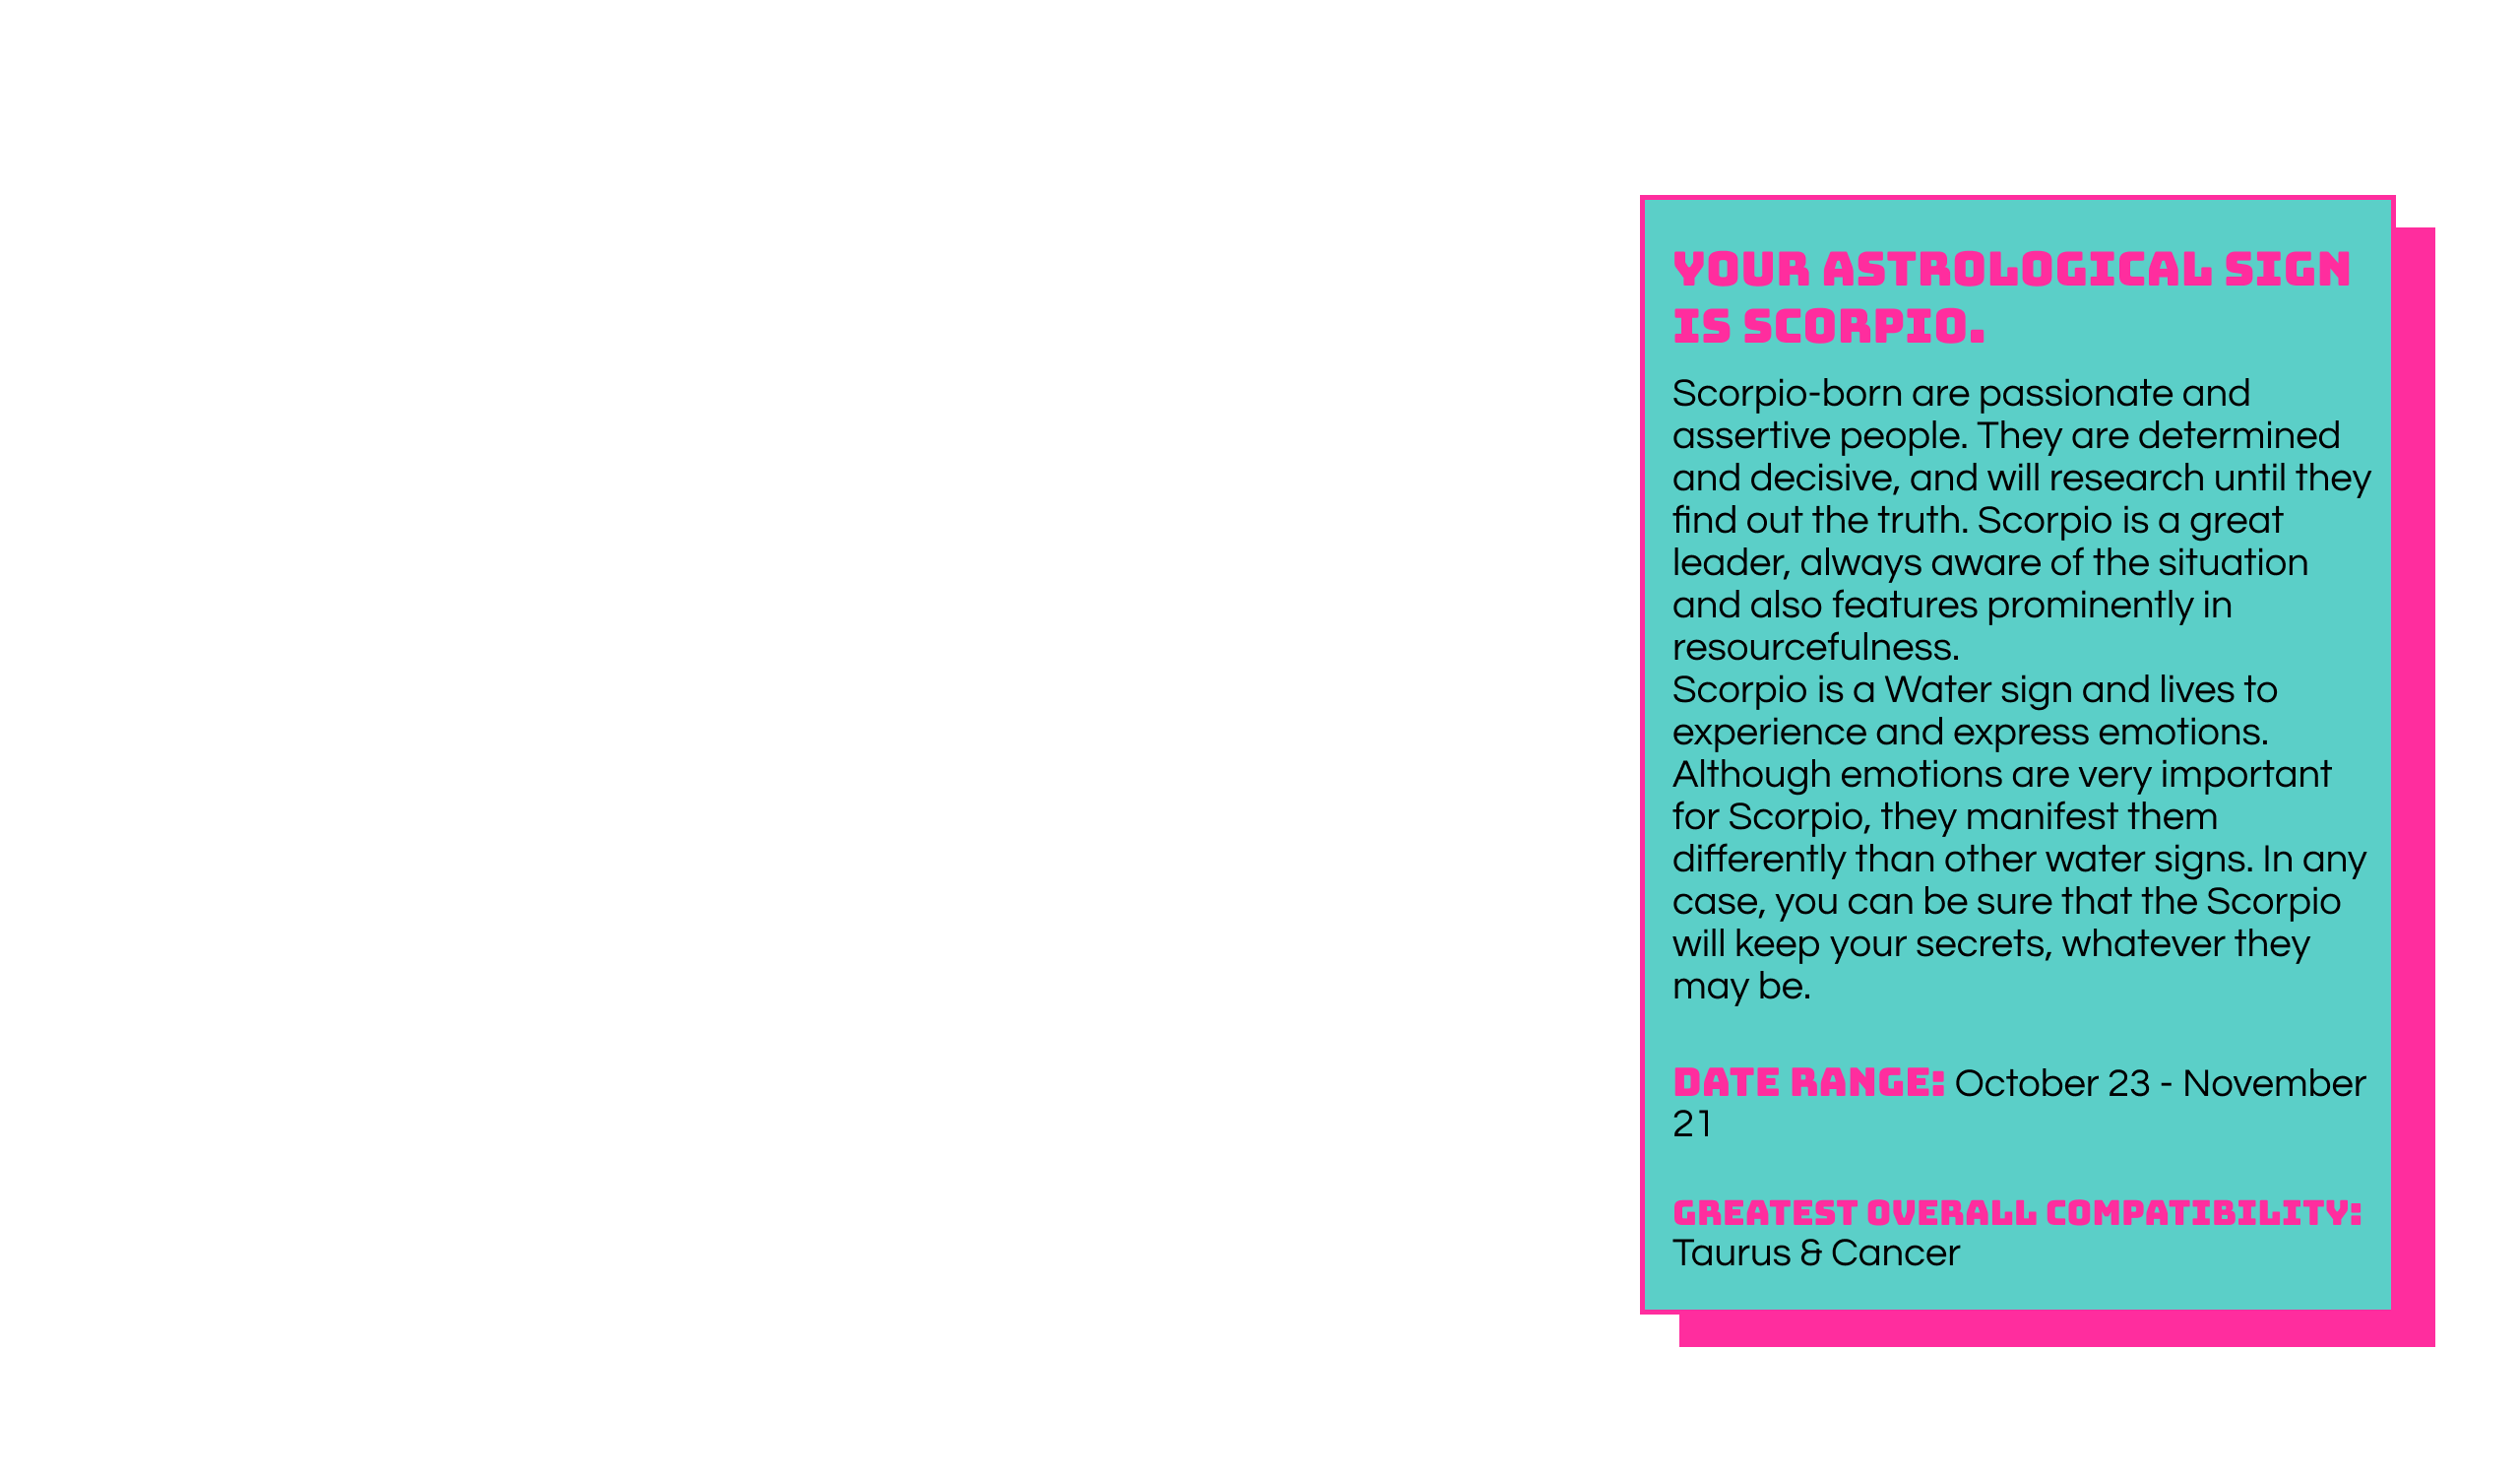 YOUR ASTROLOGICAL SIGN
IS SCORPIO.
Scorpio-born are passionate and
assertive people. They are determined
and decisive, and will research until they
find out the truth. Scorpio is a great
leader, always aware of the situation
and also features prominently in
resourcefulness.
Scorpio is a Water sign and lives to
experience and express emotions.
Although emotions are very important
for Scorpio, they manifest them
differently than other water signs. In any
case, you can be sure that the Scorpio
will keep your secrets, whatever they
may be.
DATE RANGE: October 23 - November
21
GREATEST OVERALL COMPATIBILITY:
Taurus & Cancer